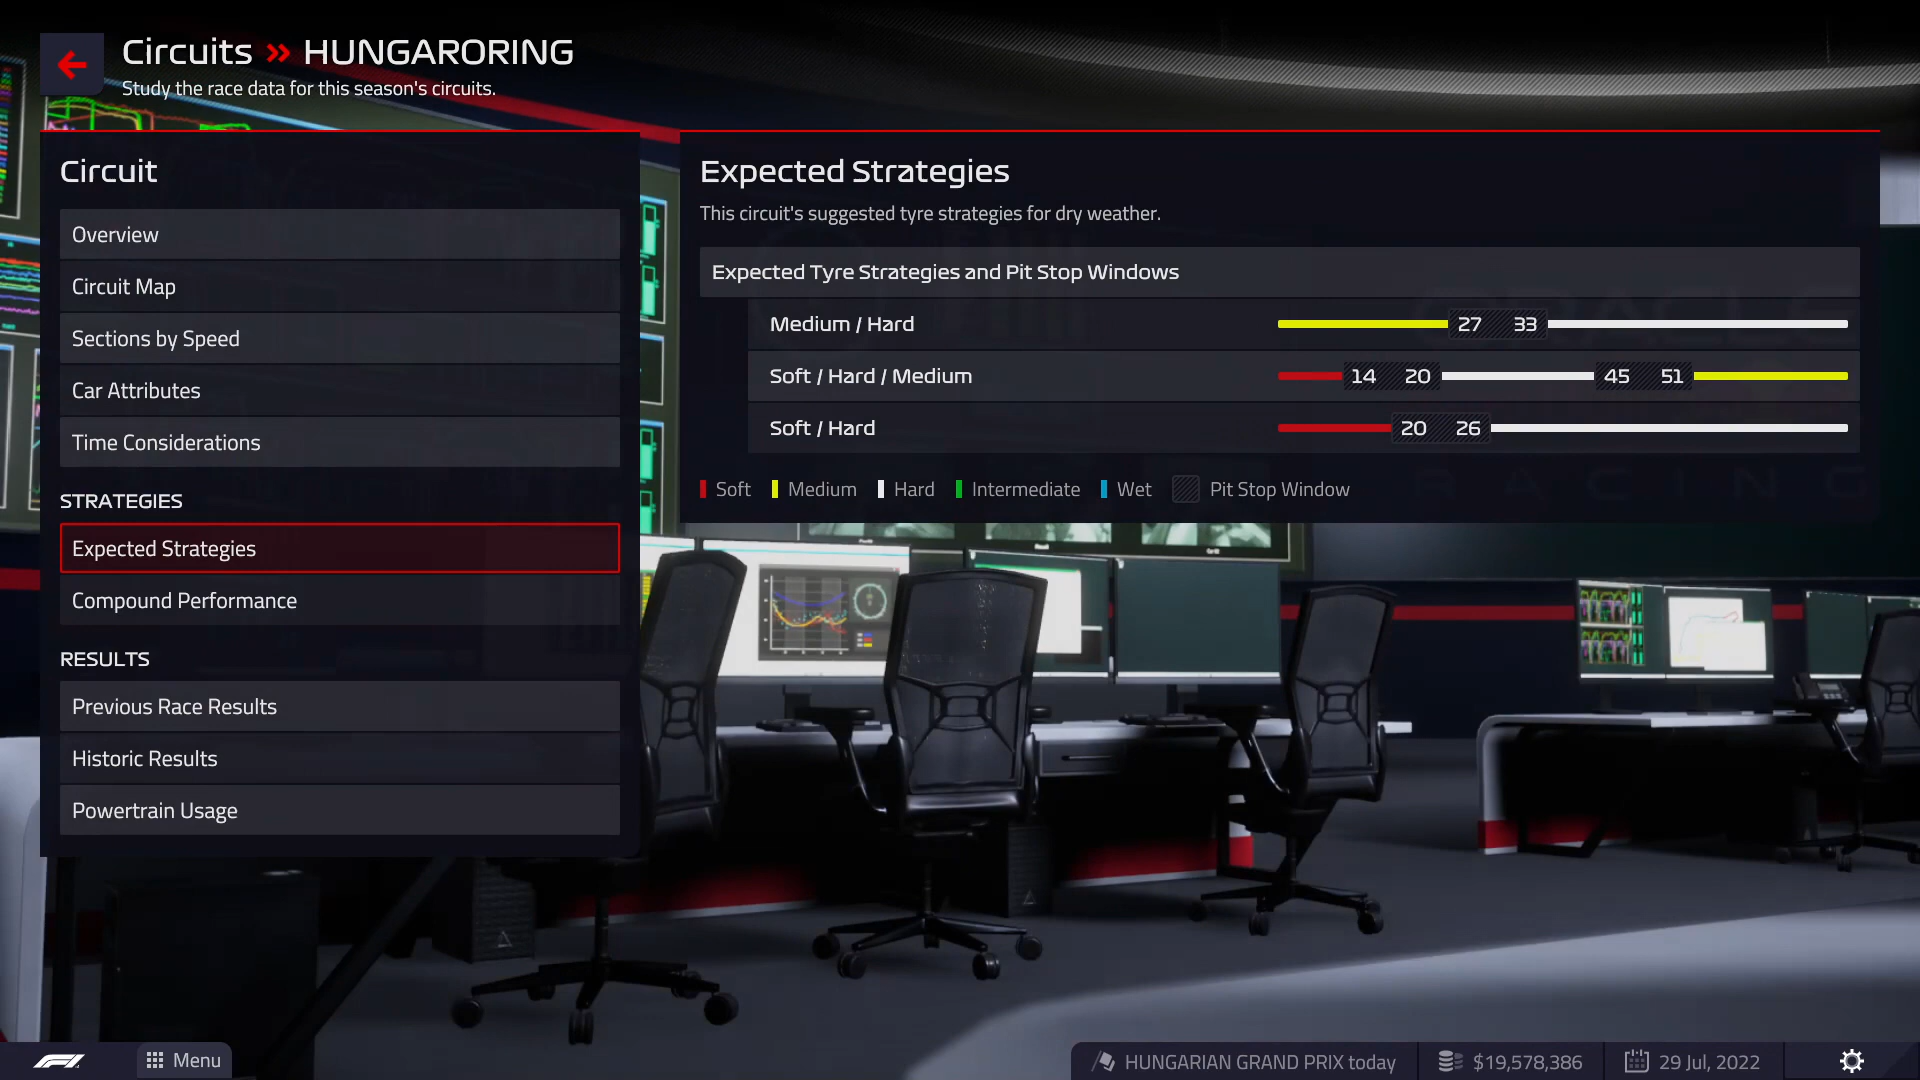 Circuits » HUNGARORING
Study the race data for this season's circuits.
Circuit
Overview
Circuit Map
Sections by Speed
Car Attributes
Time Considerations
STRATEGIES
Expected Strategies
Compound Performance
RESULTS
Previous Race Results
Historic Results
Powertrain Usage
Expected Strategies
This circuit's suggested tyre strategies for dry weather.
Expected Tyre Strategies and Pit Stop Windows
Medium / Hard 27 33
Soft / Hard / Medium 14 20 45 51
Soft / Hard 20 26
Soft Medium Hard Intermediate Wet Pit Stop Window
ORACLE
RACING
Menu
HUNGARIAN GRAND PRIX today
$19,578,386
29 Jul, 2022